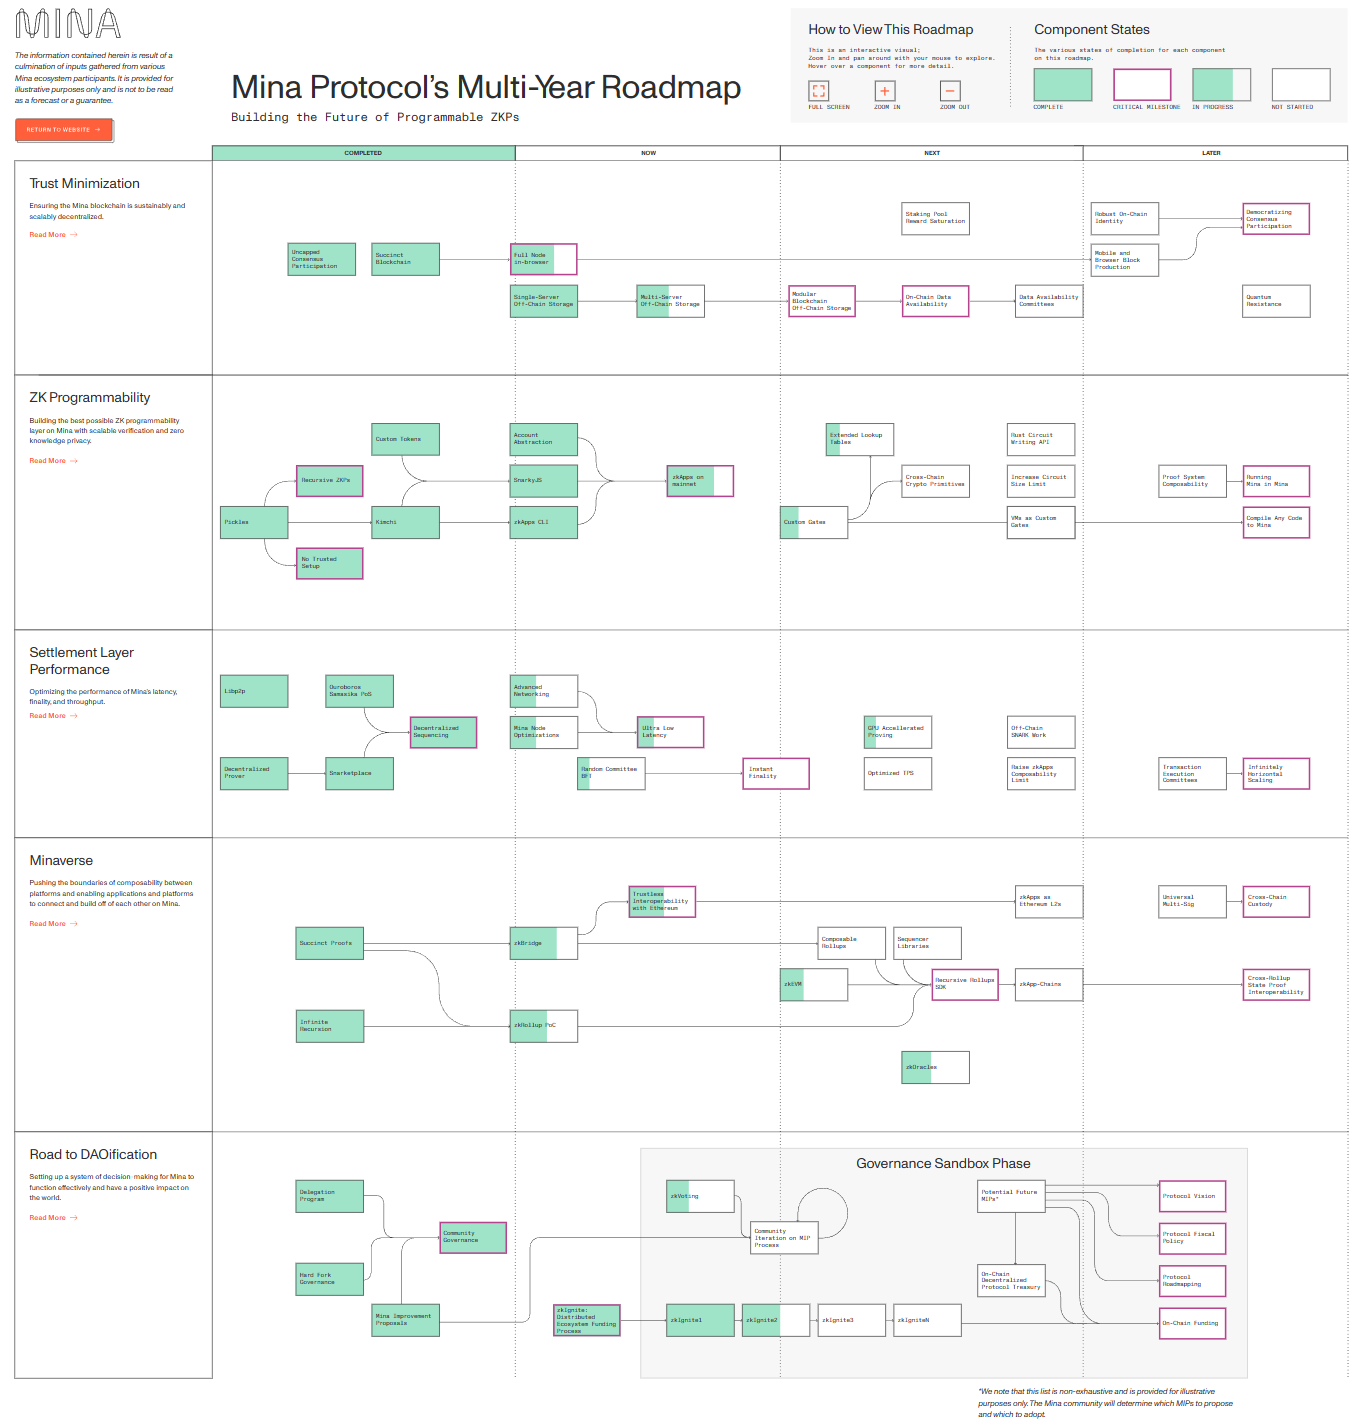 MINA
The information contained herein is result of a
culmination of inputs gathered from various
Mina ecosystem participants. It is provided for
illustrative purposes only and is not to be read
as a forecast or a guarantee.
RETURN TO WEBSITE →
Mina Protocol's Multi-Year Roadmap
Building the Future of Programmable ZKPs
How to View This Roadmap
This is an interactive visual;
Zoom In and pan around with your mouse to explore.
Hover over a component for more detail.
FULL SCREEN
ZOOM IN
ZOOM OUT
Component States
The various states of completion for each component
on this roadmap.
COMPLETE
CRITICAL MILESTONE
IN PROGRESS
NOT STARTED
COMPLETED
NOW
NEXT
LATER
Trust Minimization
Ensuring the Mina blockchain is sustainably and
scalably decentralized.
Read More →
Uncapped
Consensus
Participation
Succinct
Blockchain
Full Node
in-browser
Single-Server
Off-Chain Storage
Multi-Server
Off-Chain Storage
Modular
Blockchain
Off-Chain Storage
Staking Pool
Reward Saturation
On-Chain Data
Availability
Data Availability
Committees
Robust On-Chain
Identity
Mobile and
Browser Block
Production
Democratizing
Consensus
Participation
Quantum
Resistance
ZK Programmability
Building the best possible ZK programmability
layer on Mina with scalable verification and zero
knowledge privacy.
Read More →
Pickles
Recursive ZKPs
No Trusted
Setup
Custom Tokens
Kimchi
Account
Abstraction
SnarkyJS
zkApps CLI
zkApps on
mainnet
Extended Lookup
Tables
Custom Gates
Cross-Chain
Crypto Primitives
Rust Circuit
Writing API
Increase Circuit
Size Limit
VMs as Custom
Gates
Proof System
Composability
Running
Mina in Mina
Compile Any Code
to Mina
Settlement Layer
Performance
Optimizing the performance of Mina's latency,
finality, and throughput.
Read More →
Libp2p
Ouroboros
Samasika PoS
Decentralized
Sequencing
Decentralized
Prover
Snarketplace
Advanced
Networking
Mina Node
Optimizations
Ultra Low
Latency
Random Committee
BFT
Instant
Finality
GPU Accellerated
Proving
Optimized TPS
Off-Chain
SNARK Work
Raise zkApps
Composability
Limit
Transaction
Execution
Committees
Infinitely
Horizontal
Scaling
Minaverse
Pushing the boundaries of composability between
platforms and enabling applications and platforms
to connect and build off of each other on Mina.
Read More →
Succinct Proofs
Infinite
Recursion
zkBridge
zkRollup PoC
Trustless
Interoperability
with Ethereum
Composable
Rollups
Sequencer
Libraries
zkEVM
Recursive Rollups
SDK
zkOracles
zkApps as
Ethereum L2s
zkApp-Chains
Universal
Multi-Sig
Cross-Chain
Custody
Cross-Rollup
State Proof
Interoperability
Road to DAOification
Setting up a system of decision-making for Mina to
function effectively and have a positive impact on
the world.
Read More →
Delegation
Program
Hard Fork
Governance
Community
Governance
Mina Improvement
Proposals
zkIgnite:
Distributed
Ecosystem Funding
Process
Governance Sandbox Phase
zkVoting
Community
Iteration on MIP
Process
zkIgnite1
zkIgnite2
zkIgnite3
zkIgniteN
Potential Future
MIPs*
On-Chain
Decentralized
Protocol Treasury
Protocol Vision
Protocol Fiscal
Policy
Protocol
Roadmapping
On-Chain Funding
*We note that this list is non-exhaustive and is provided for illustrative
purposes only. The Mina community will determine which MIPs to propose
and which to adopt.